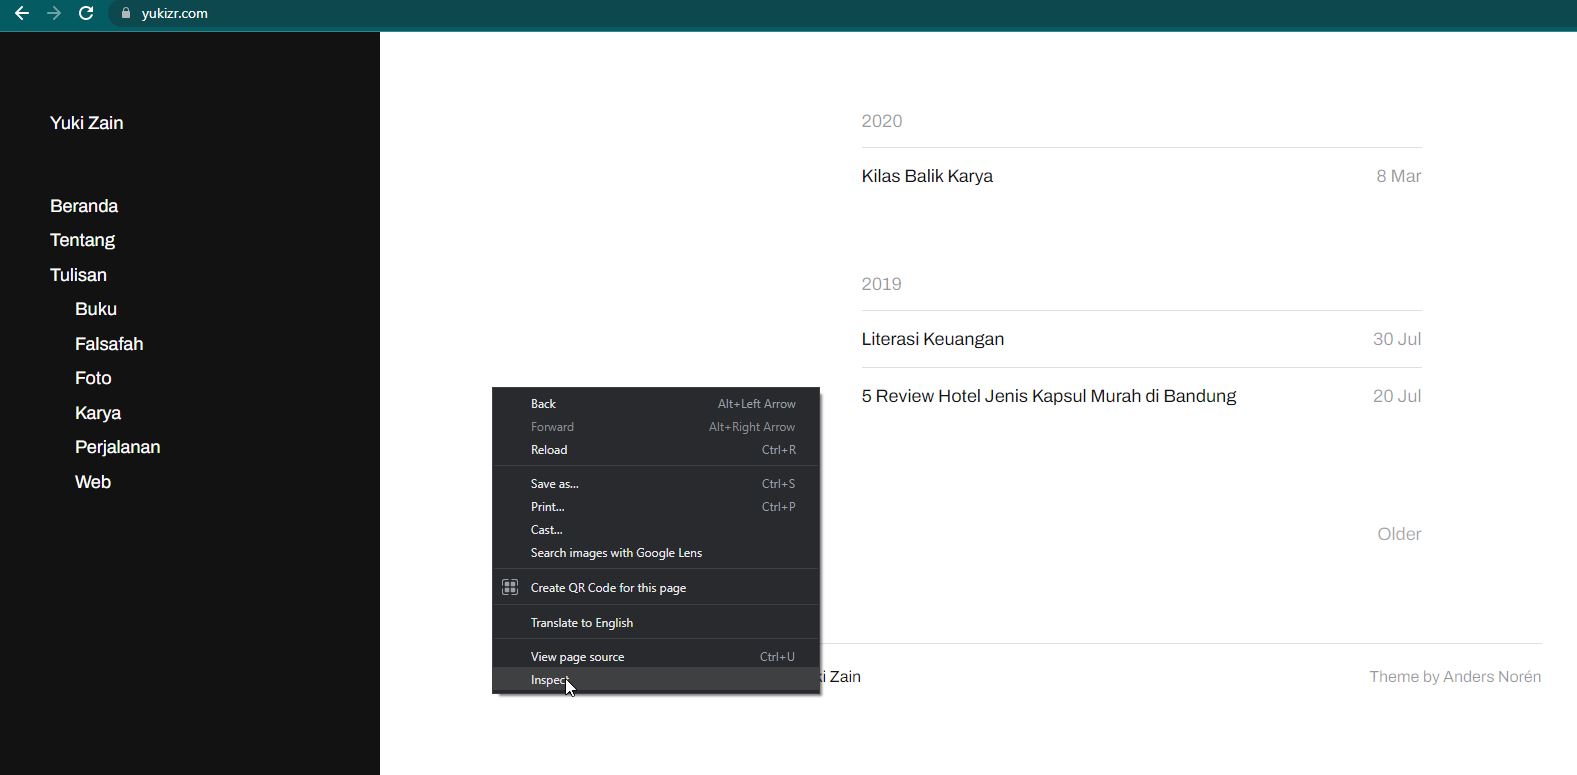 yukizr.com
Yuki Zain
Beranda
Tentang
Tulisan
Buku
Falsafah
Foto
Karya
Perjalanan
Web
2020
Kilas Balik Karya 8 Mar
2019
Literasi Keuangan 30 Jul
5 Review Hotel Jenis Kapsul Murah di Bandung 20 Jul
Older
Back Alt+Left Arrow
Forward Alt+Right Arrow
Reload Ctrl+R
Save as... Ctrl+S
Print... Ctrl+P
Cast...
Search images with Google Lens
Create QR Code for this page
Translate to English
View page source Ctrl+U
Inspect
Zain
Theme by Anders Norén